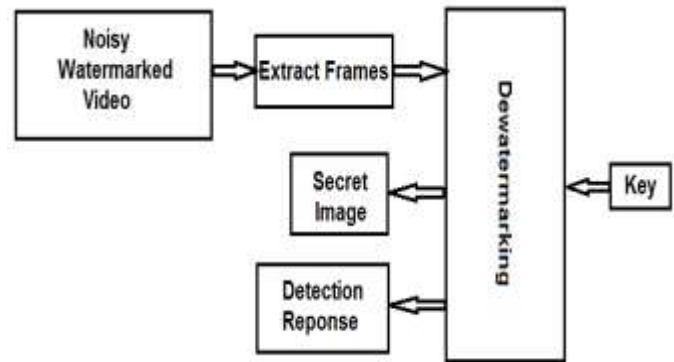 Noisy
Watermarked
Video
Extract Frames
Dewatermarking
Secret
Image
Key
Detection
Reponse